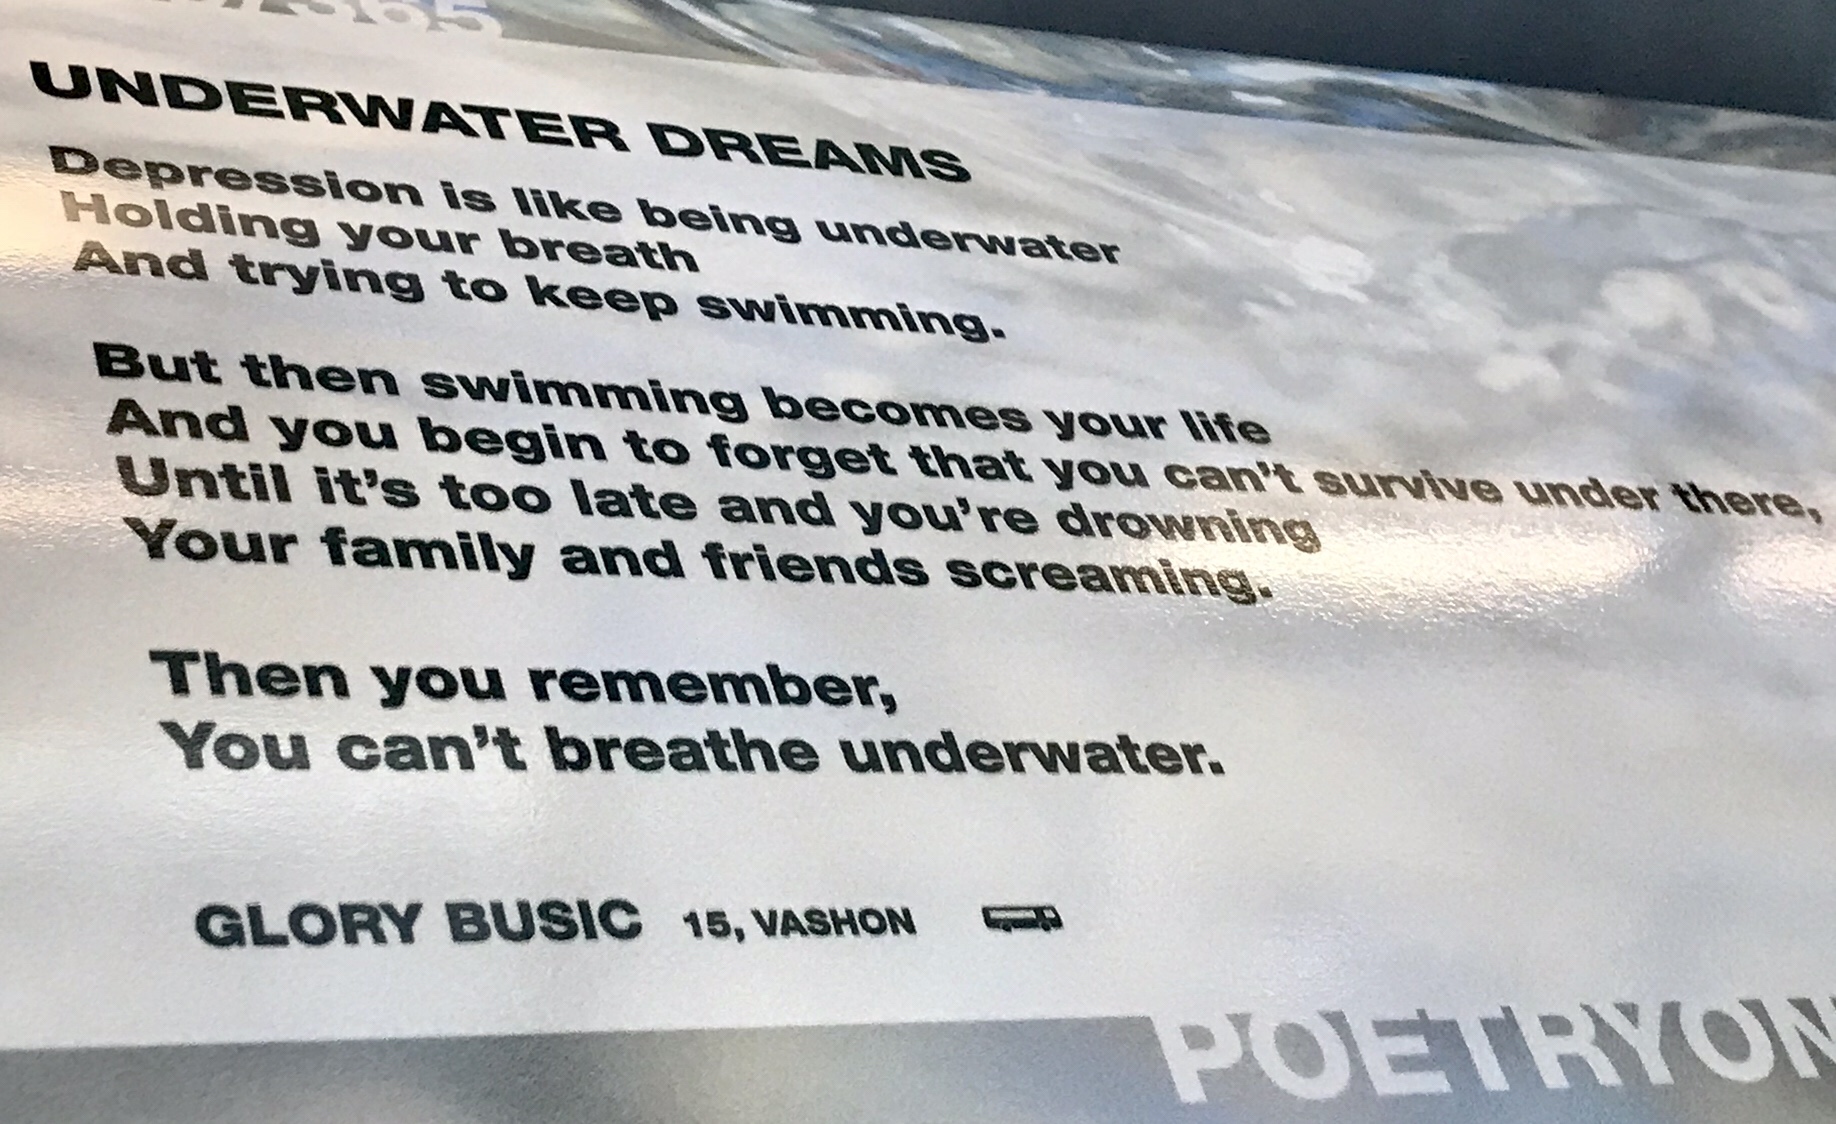 365
UNDERWATER DREAMS
Depression is like being underwater
Holding your breath
And trying to keep swimming.
But then swimming becomes your life
And you begin to forget that you can't survive under there,
Until it's too late and you're drowning
Your family and friends screaming.
Then you remember,
You can't breathe underwater.
GLORY BUSIC 15, VASHON
POETRYON